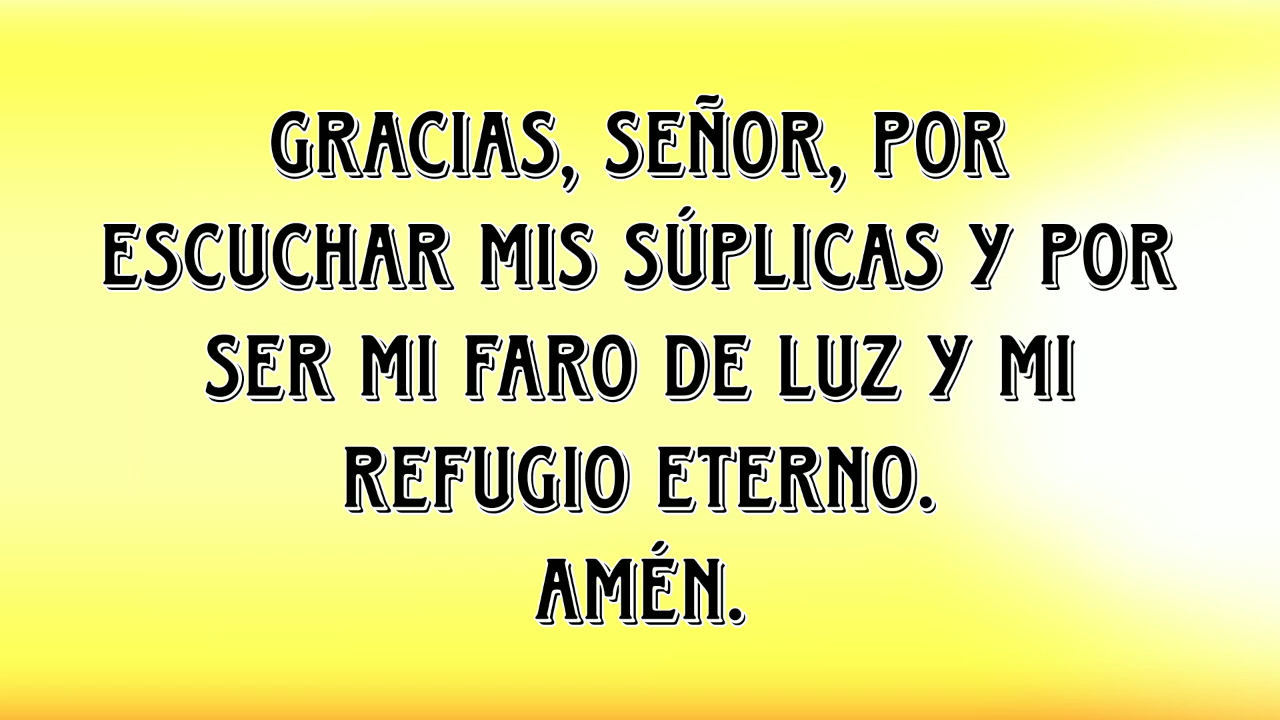 GRACIAS, SEÑOR, POR
ESCUCHAR MIS SÚPLICAS Y POR
SER MI FARO DE LUZ Y MI
REFUGIO ETERNO.
AMÉN.